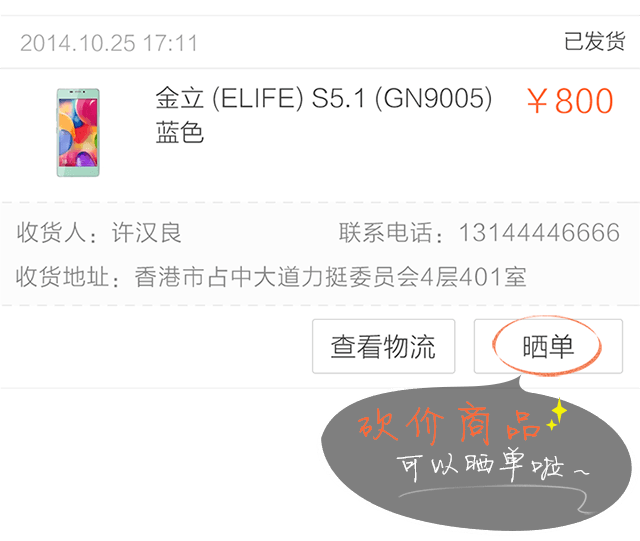 2014.10.25 17:11 已发货
金立 (ELIFE) S5.1 (GN9005) ￥800
蓝色
收货人：许汉良 联系电话：13144446666
收货地址：香港市占中大道力挺委员会4层401室
查看物流 晒单
砍价商品
可以晒单啦~